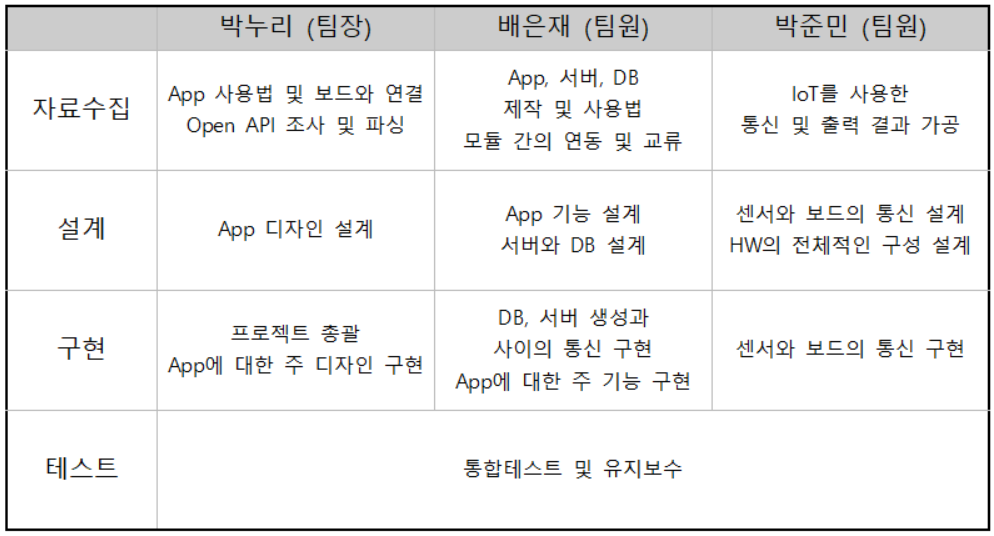 박누리 (팀장)
배은재 (팀원)
박준민 (팀원)
자료수집
App 사용법 및 보드와 연결
Open API 조사 및 파싱
App, 서버, DB
제작 및 사용법
모듈 간의 연동 및 교류
IoT를 사용한
통신 및 출력 결과 가공
설계
App 디자인 설계
App 기능 설계
서버와 DB 설계
센서와 보드의 통신 설계
HW의 전체적인 구성 설계
구현
프로젝트 총괄
App에 대한 주 디자인 구현
DB, 서버 생성과
사이의 통신 구현
App에 대한 주 기능 구현
센서와 보드의 통신 구현
테스트
통합테스트 및 유지보수